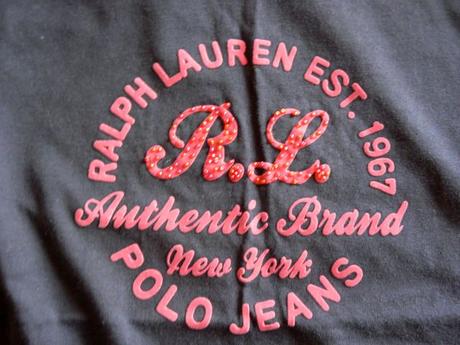 RALPH LAUREN EST. 1967
R.L.
Authentic Brand
New York
POLO JEANS